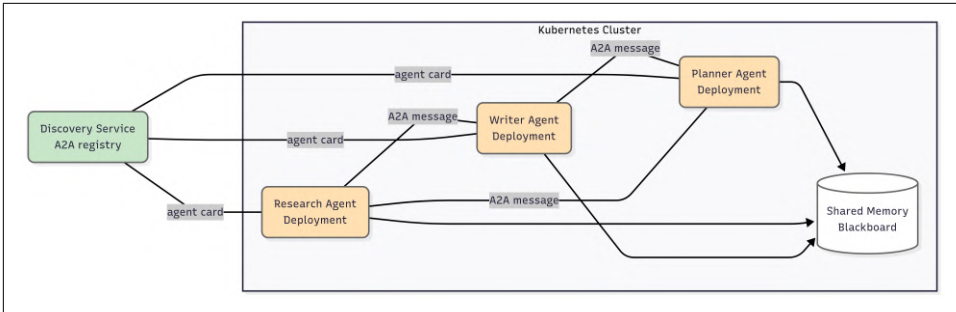 Kubernetes Cluster
A2A message
agent card
Planner Agent
Deployment
A2A message
Writer Agent
Deployment
Discovery Service
A2A registry
agent card
Research Agent
Deployment
A2A message
agent card
Shared Memory
Blackboard